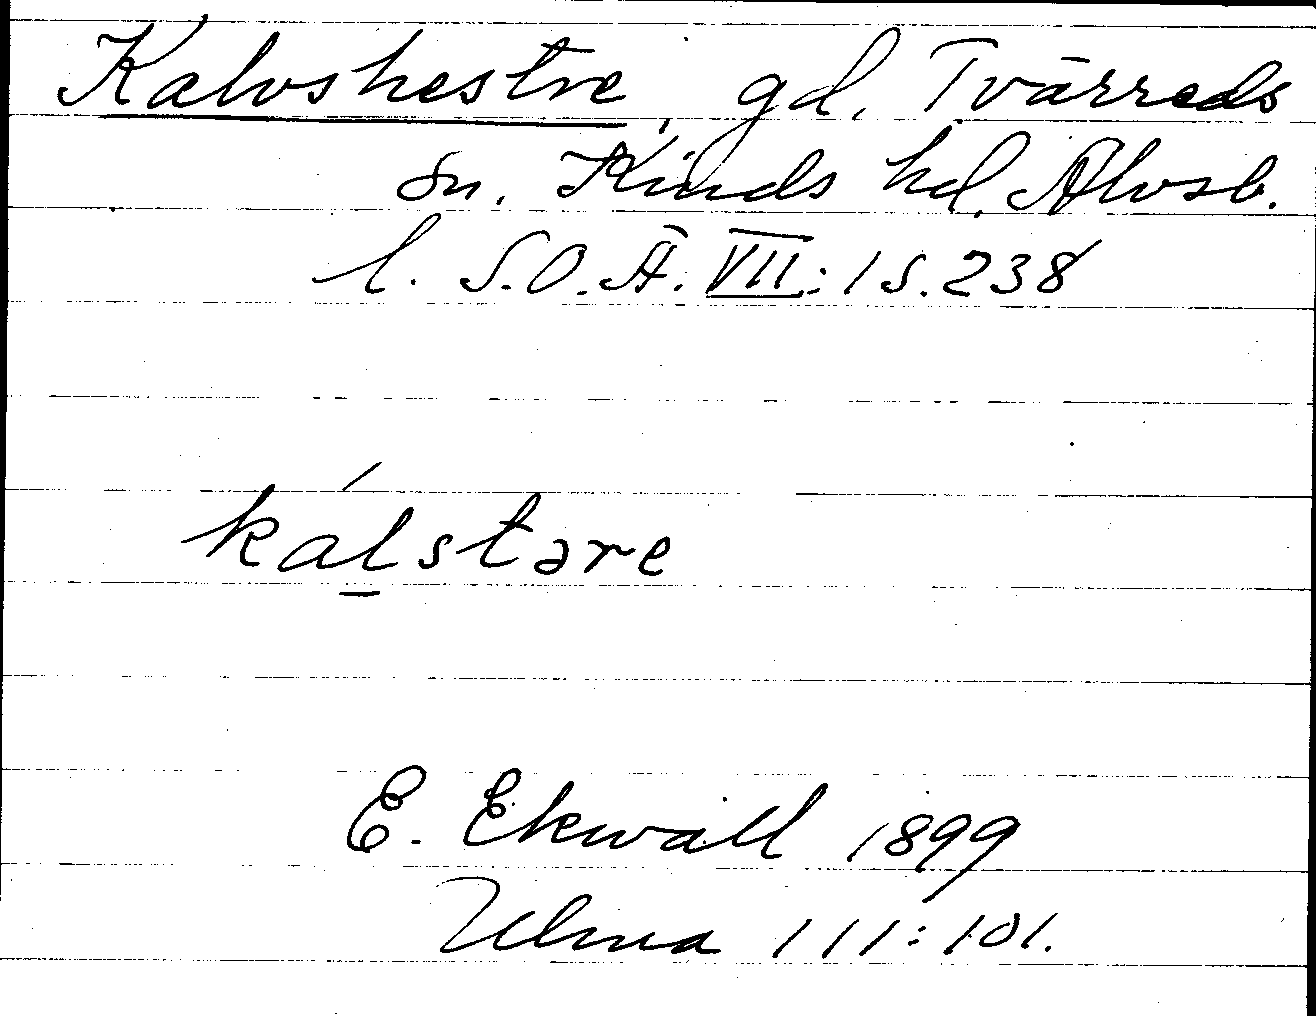 Kalvshestre, gd, Tvärreds
sn. Kinds hd. Älvsb.
l. S.O.Ä. VII:1 s. 238
kálstəre
E. Ekwall 1899
Ulma 111:101.